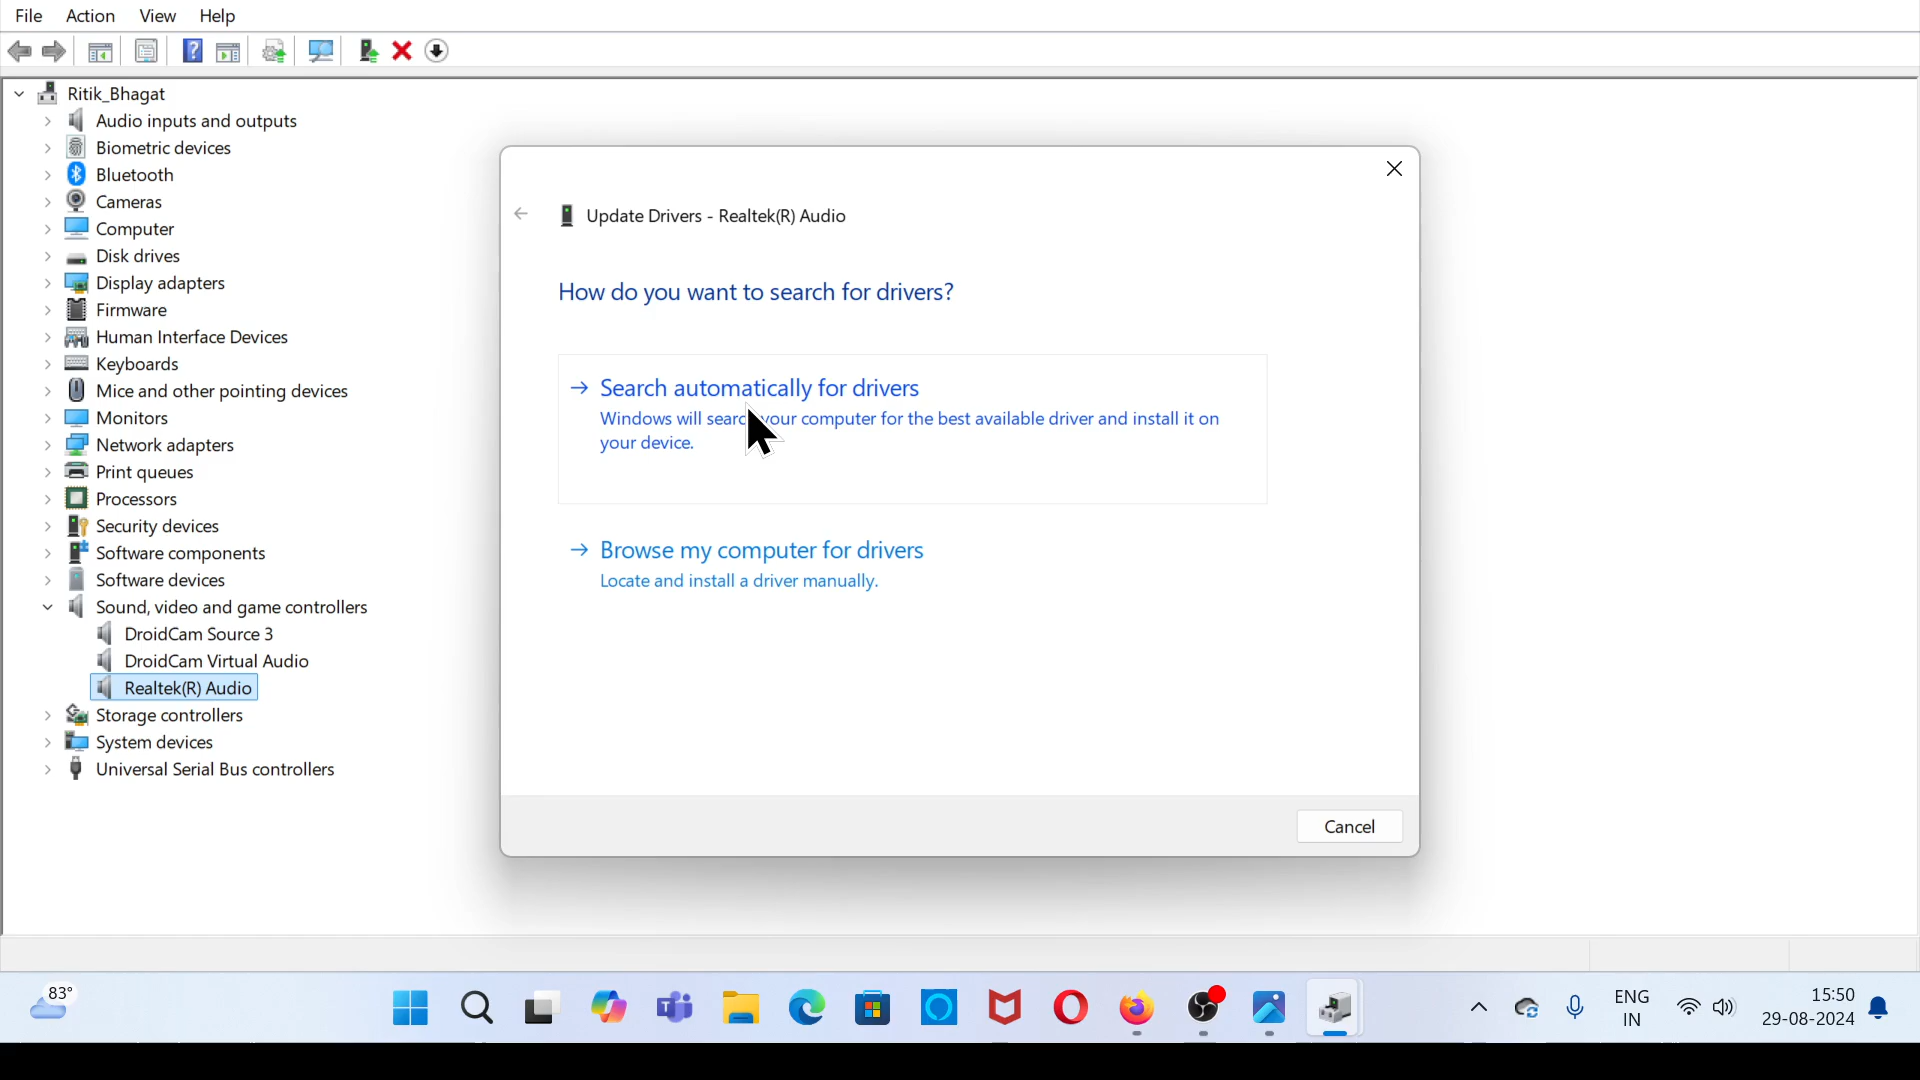 File Action View Help
Ritik_Bhagat
Audio inputs and outputs
Biometric devices
Bluetooth
Cameras
Computer
Disk drives
Display adapters
Firmware
Human Interface Devices
Keyboards
Mice and other pointing devices
Monitors
Network adapters
Print queues
Processors
Security devices
Software components
Software devices
Sound, video and game controllers
DroidCam Source 3
DroidCam Virtual Audio
Realtek(R) Audio
Storage controllers
System devices
Universal Serial Bus controllers
Update Drivers - Realtek(R) Audio
How do you want to search for drivers?
Search automatically for drivers
Windows will search your computer for the best available driver and install it on
your device.
Browse my computer for drivers
Locate and install a driver manually.
Cancel
83°
ENG
IN
15:50
29-08-2024